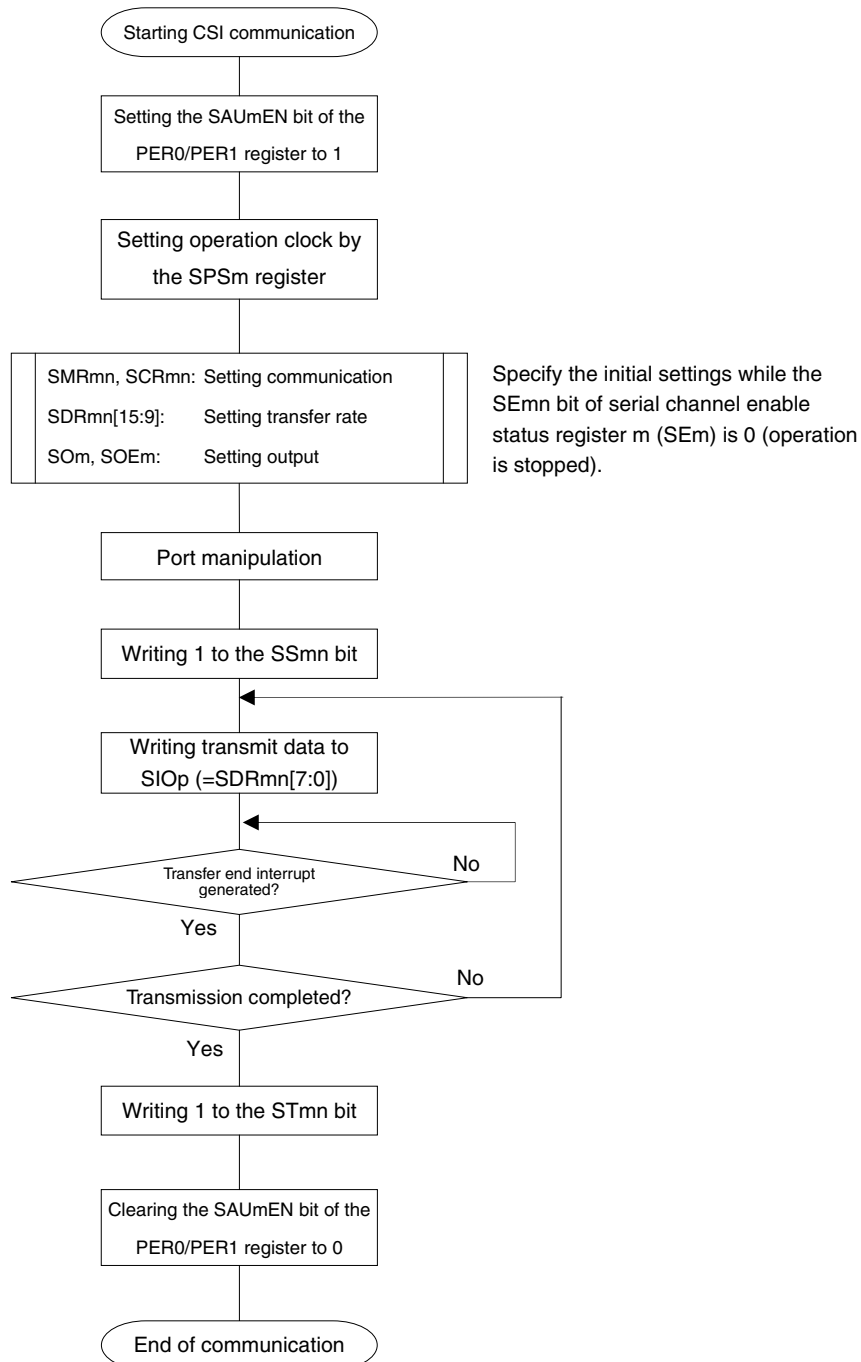 Starting CSI communication
Setting the SAUmEN bit of the
PER0/PER1 register to 1
Setting operation clock by
the SPSm register
SMRmn, SCRmn: Setting communication
SDRmn[15:9]: Setting transfer rate
SOm, SOEm: Setting output
Specify the initial settings while the
SEmn bit of serial channel enable
status register m (SEm) is 0 (operation
is stopped).
Port manipulation
Writing 1 to the SSmn bit
Writing transmit data to
SIOp (=SDRmn[7:0])
Transfer end interrupt
generated?
No
Yes
Transmission completed?
No
Yes
Writing 1 to the STmn bit
Clearing the SAUmEN bit of the
PER0/PER1 register to 0
End of communication